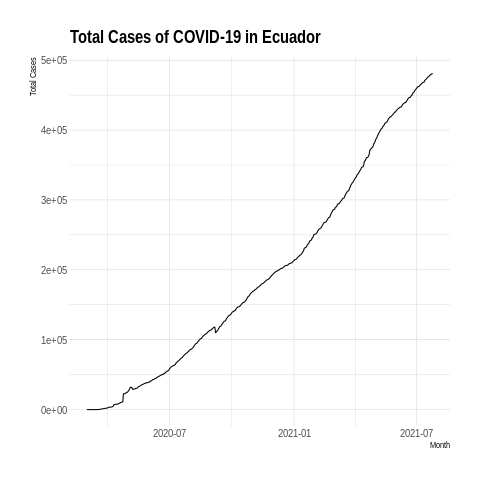 Total Cases of COVID-19 in Ecuador
Total Cases
5e+05
4e+05
3e+05
2e+05
1e+05
0e+00
2020-07 2021-01 2021-07
Month